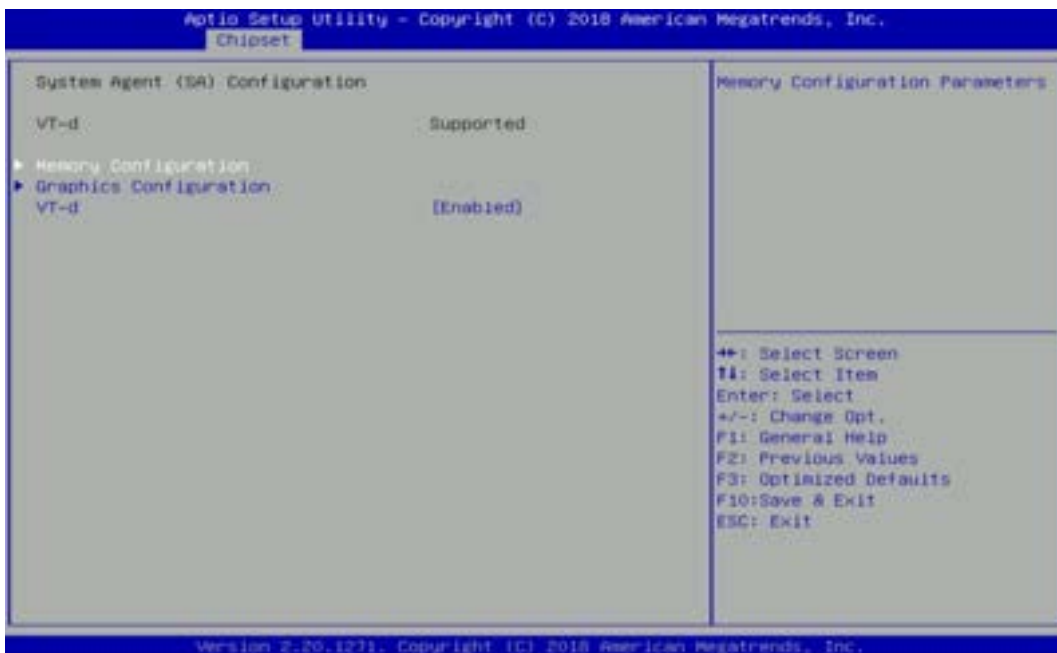 Aptio Setup Utility – Copyright (C) 2018 American Megatrends, Inc.
Chipset
System Agent (SA) Configuration
VT-d Supported
▶ Memory Configuration
▶ Graphics Configuration
VT-d [Enabled]
Memory Configuration Parameters
→←: Select Screen
↑↓: Select Item
Enter: Select
+/-: Change Opt.
F1: General Help
F2: Previous Values
F3: Optimized Defaults
F10:Save & Exit
ESC: Exit
Version 2.20.1271. Copyright (C) 2018 American Megatrends, Inc.